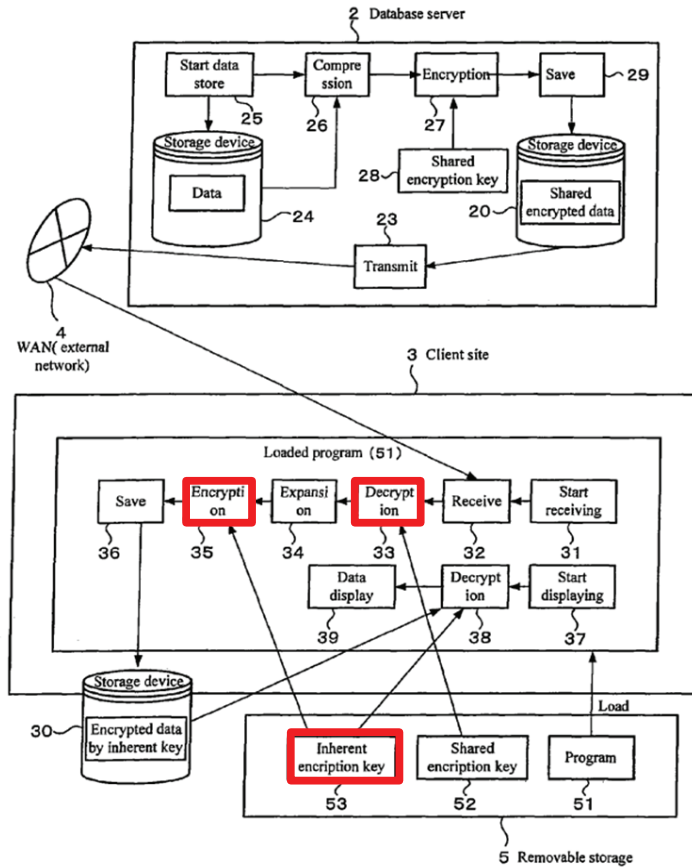 2 Database server
Start data
store
25
Compre
ssion
26
Encryption
27
Save
29
Storage device
Data
24
28
Shared
encryption key
Storage device
20
Shared
encrypted data
23
Transmit
4
WAN( external
network)
3 Client site
Loaded program (51)
Save
36
Encrypti
on
35
Expansi
on
34
Decrypt
ion
33
Receive
32
Start
receiving
31
Data
display
39
Decrypt
ion
38
Start
displaying
37
Storage device
30
Encrypted data
by inherent key
Load
Inherent
encription key
53
Shared
encription key
52
Program
51
5 Removable storage